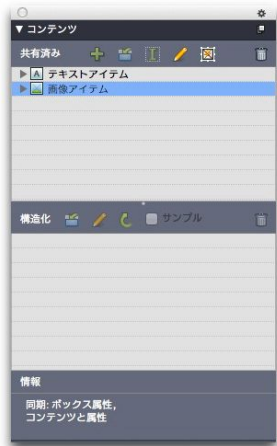 コンテンツ
共有済み
A テキストアイテム
画像アイテム
構造化 サンプル
情報
同期: ボックス属性,
コンテンツと属性